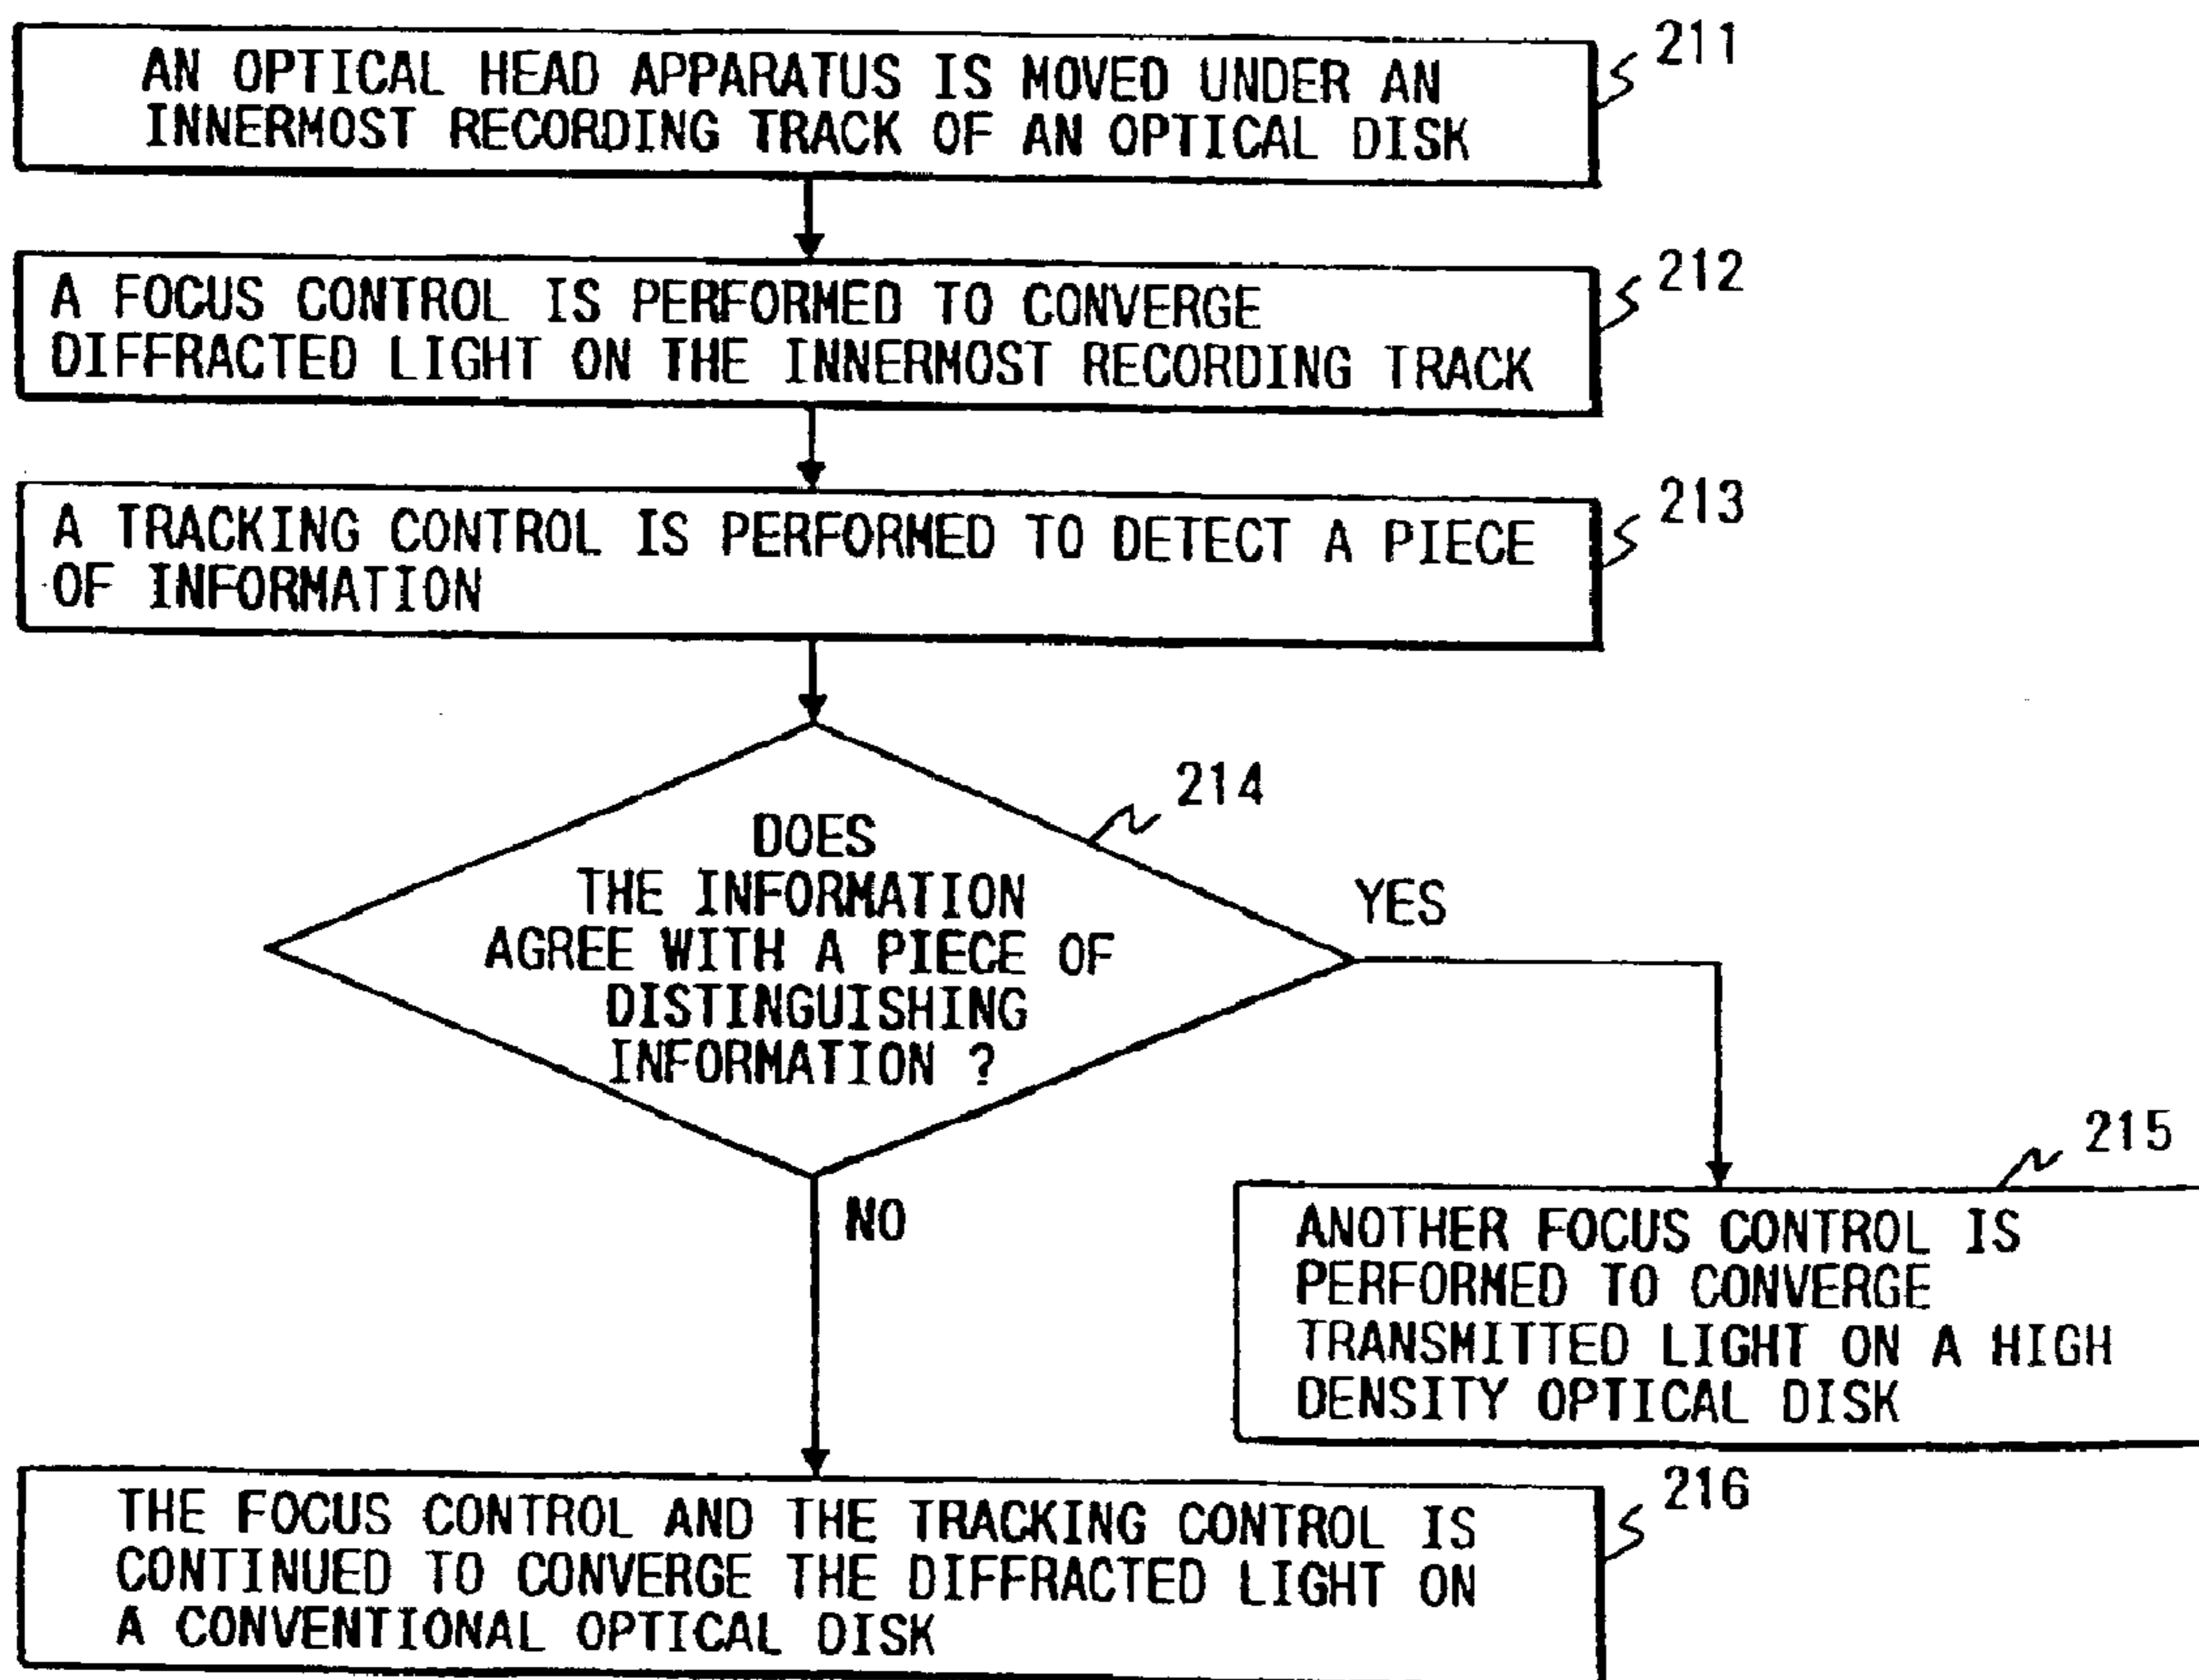 AN OPTICAL HEAD APPARATUS IS MOVED UNDER AN
INNERMOST RECORDING TRACK OF AN OPTICAL DISK
211
A FOCUS CONTROL IS PERFORMED TO CONVERGE
DIFFRACTED LIGHT ON THE INNERMOST RECORDING TRACK
212
A TRACKING CONTROL IS PERFORMED TO DETECT A PIECE
OF INFORMATION
213
DOES
THE INFORMATION
AGREE WITH A PIECE OF
DISTINGUISHING
INFORMATION ?
214
YES
NO
215
ANOTHER FOCUS CONTROL IS
PERFORMED TO CONVERGE
TRANSMITTED LIGHT ON A HIGH
DENSITY OPTICAL DISK
THE FOCUS CONTROL AND THE TRACKING CONTROL IS
CONTINUED TO CONVERGE THE DIFFRACTED LIGHT ON
A CONVENTIONAL OPTICAL DISK
216